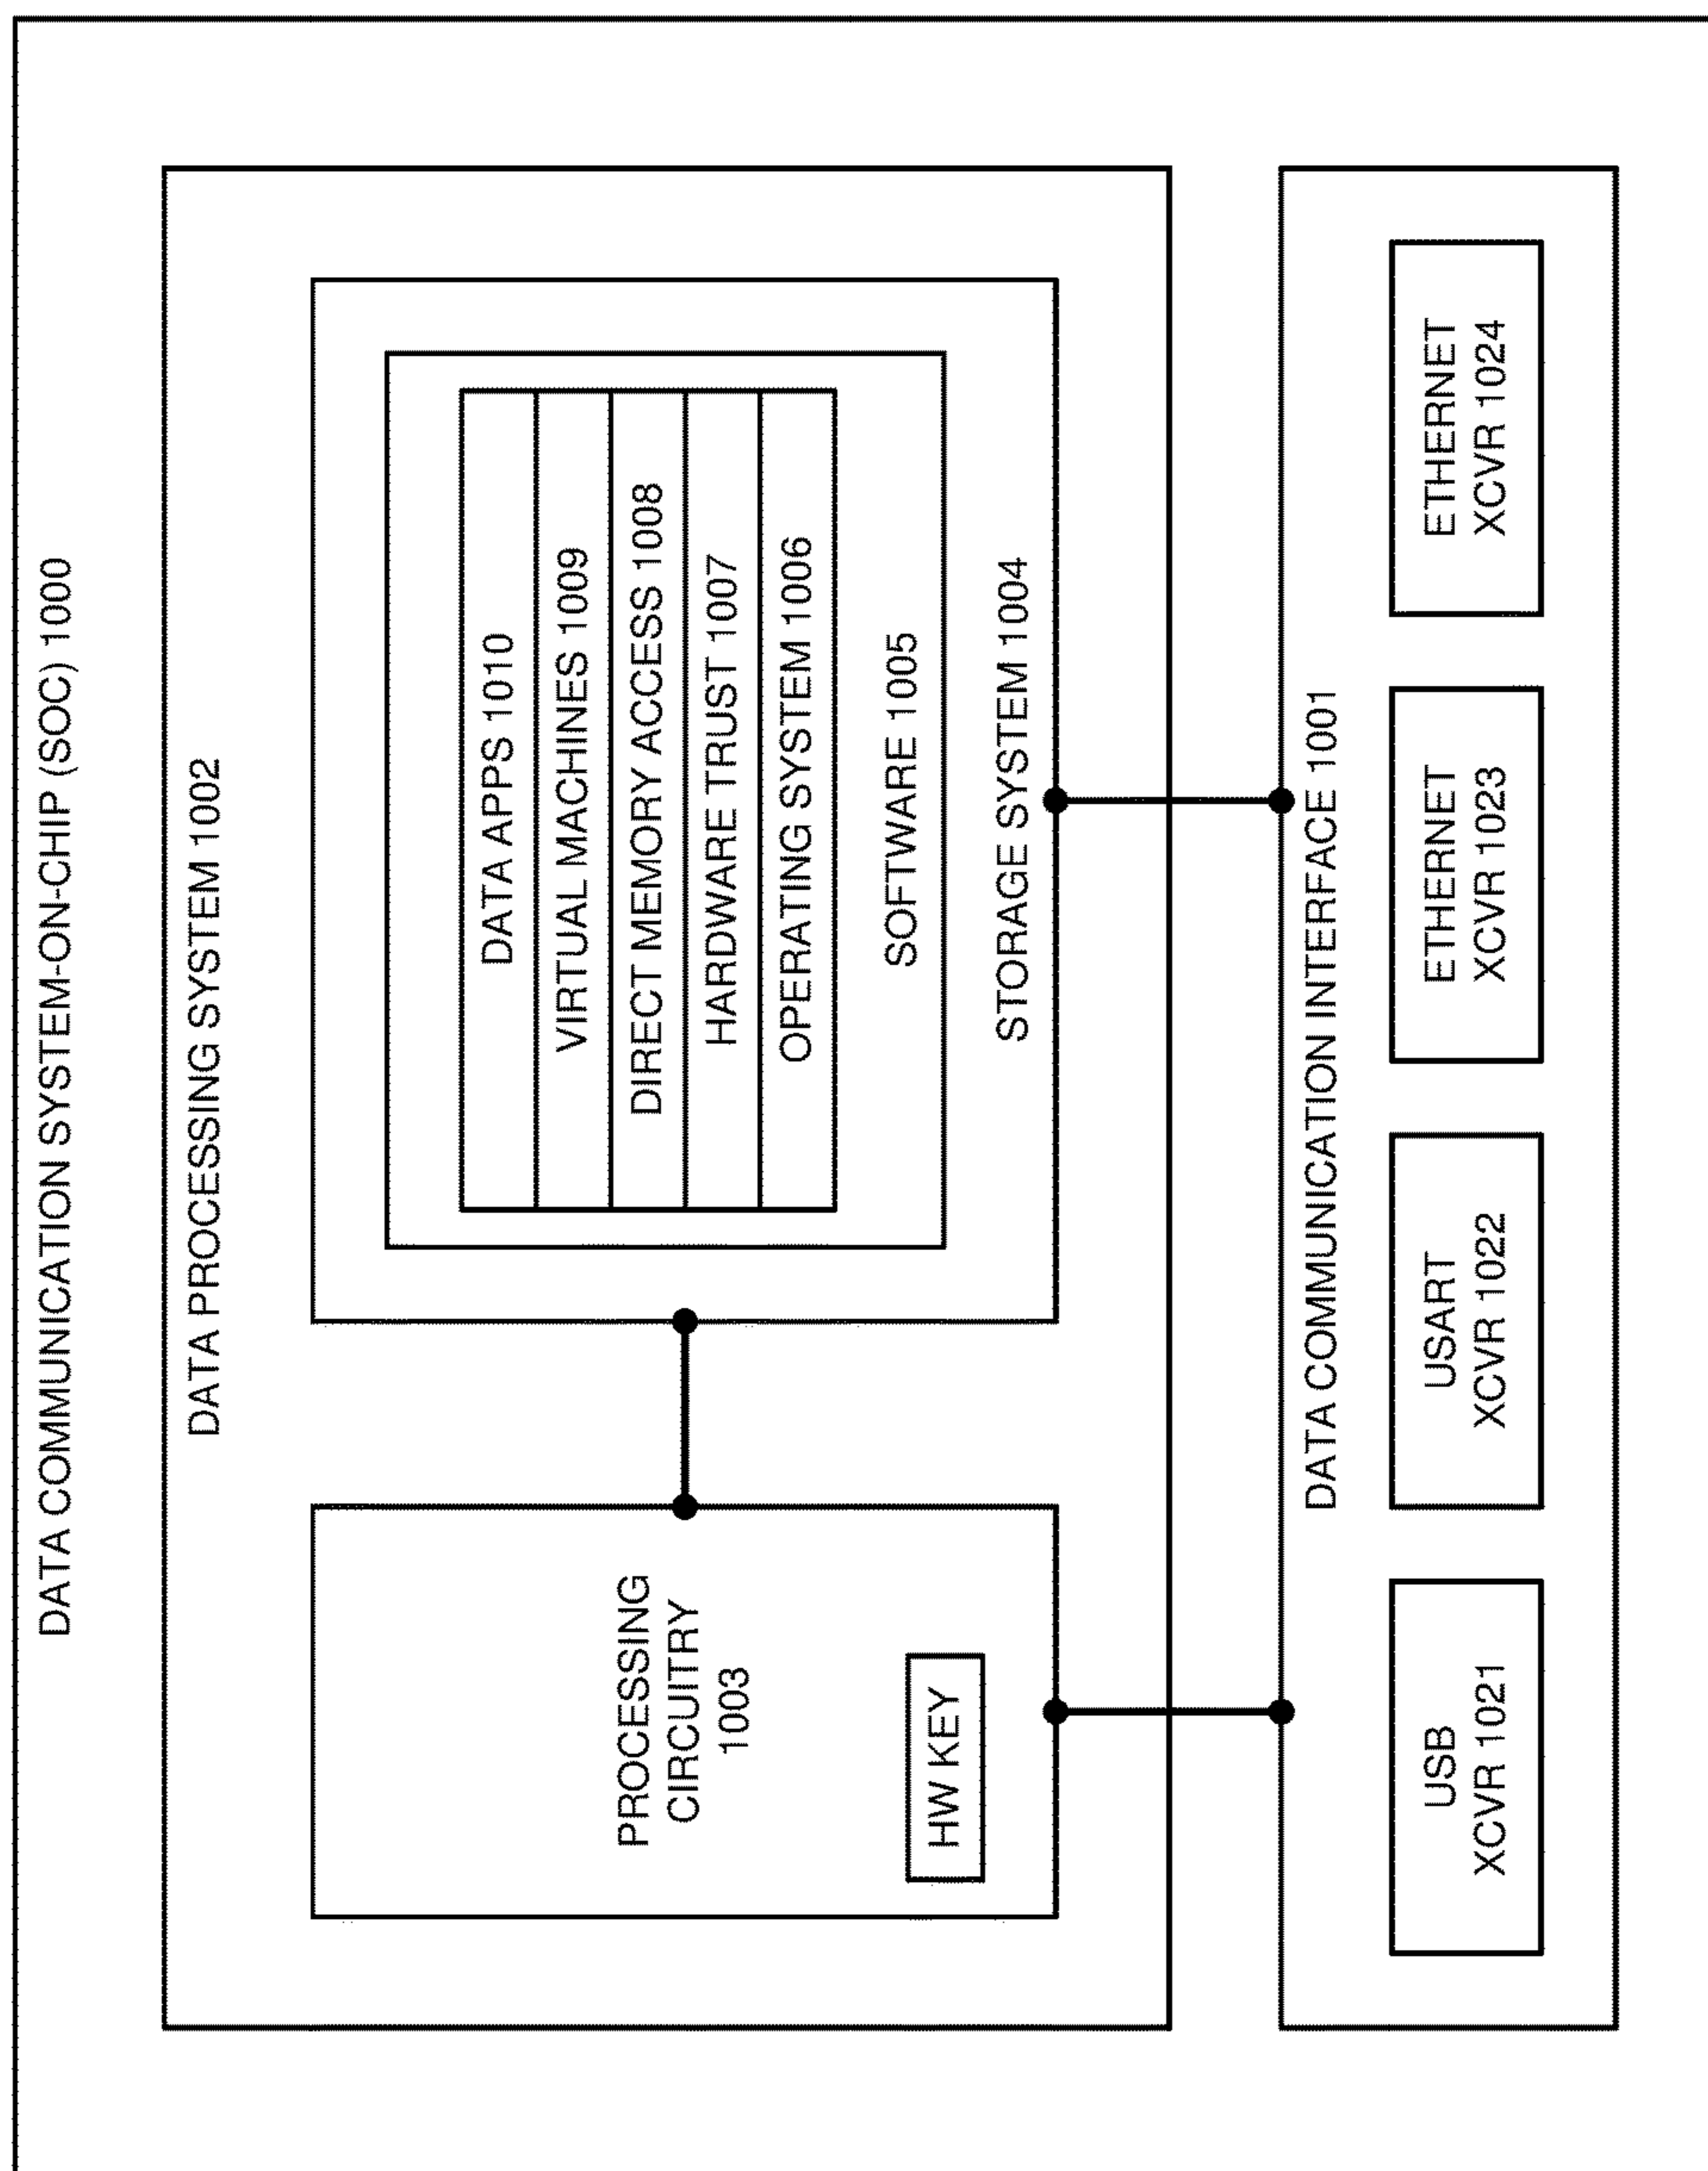 DATA COMMUNICATION SYSTEM-ON-CHIP (SOC) 1000
DATA PROCESSING SYSTEM 1002
PROCESSING
CIRCUITRY
1003
HW KEY
DATA APPS 1010
VIRTUAL MACHINES 1009
DIRECT MEMORY ACCESS 1008
HARDWARE TRUST 1007
OPERATING SYSTEM 1006
SOFTWARE 1005
STORAGE SYSTEM 1004
DATA COMMUNICATION INTERFACE 1001
USB
XCVR 1021
USART
XCVR 1022
ETHERNET
XCVR 1023
ETHERNET
XCVR 1024